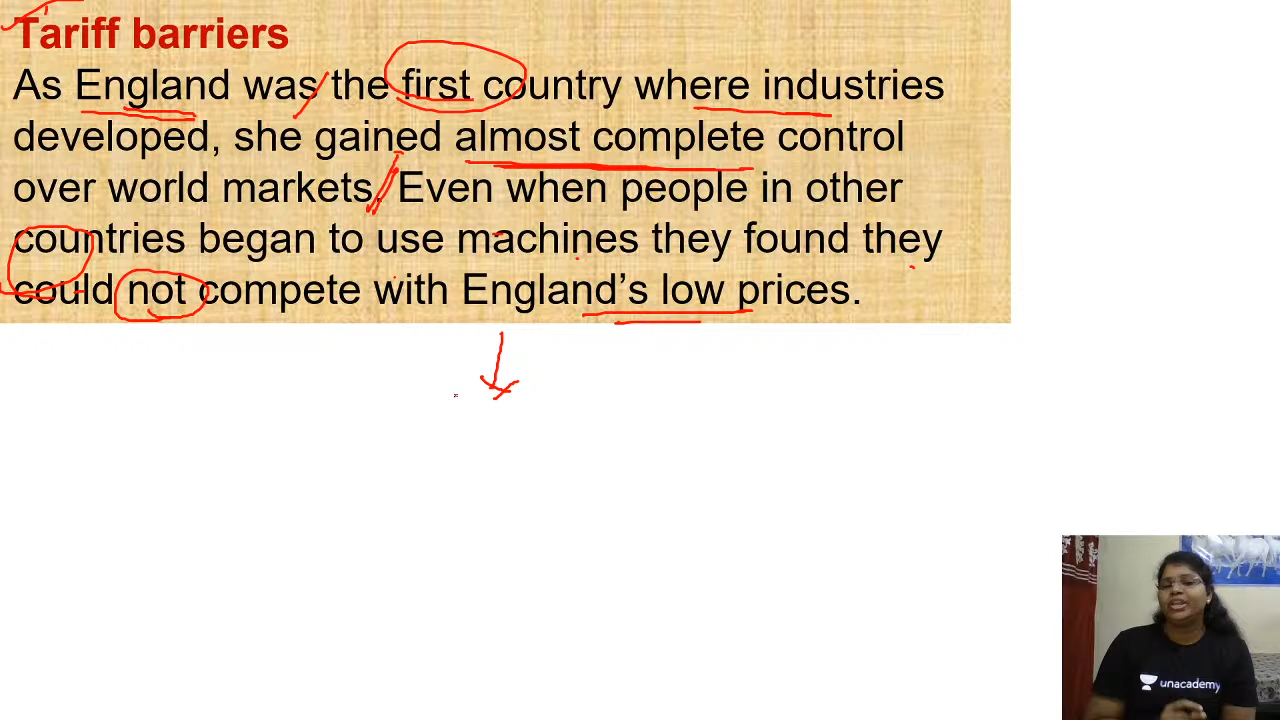 Tariff barriers
As England was the first country where industries
developed, she gained almost complete control
over world markets. Even when people in other
countries began to use machines they found they
could not compete with England’s low prices.
unacademy